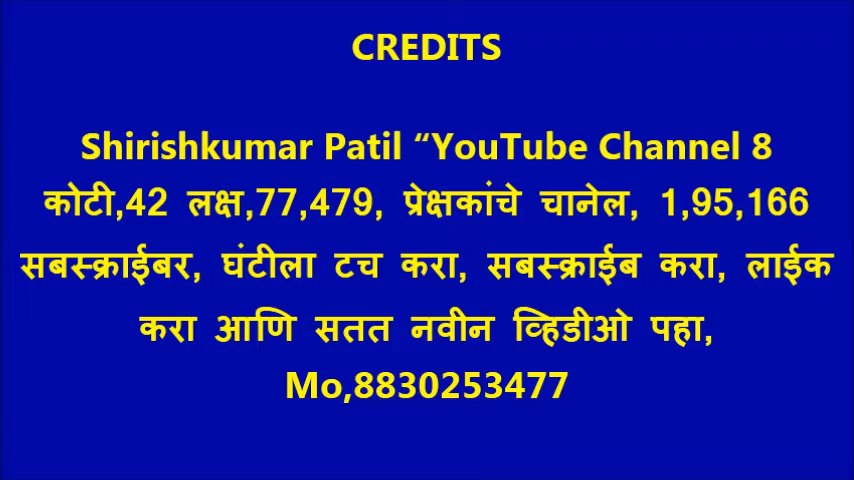 CREDITS
Shirishkumar Patil “YouTube Channel 8
कोटी,42 लक्ष,77,479, प्रेक्षकांचे चानेल, 1,95,166
सबस्क्राईबर, घंटीला टच करा, सबस्क्राईब करा, लाईक
करा आणि सतत नवीन व्हिडीओ पहा,
Mo,8830253477